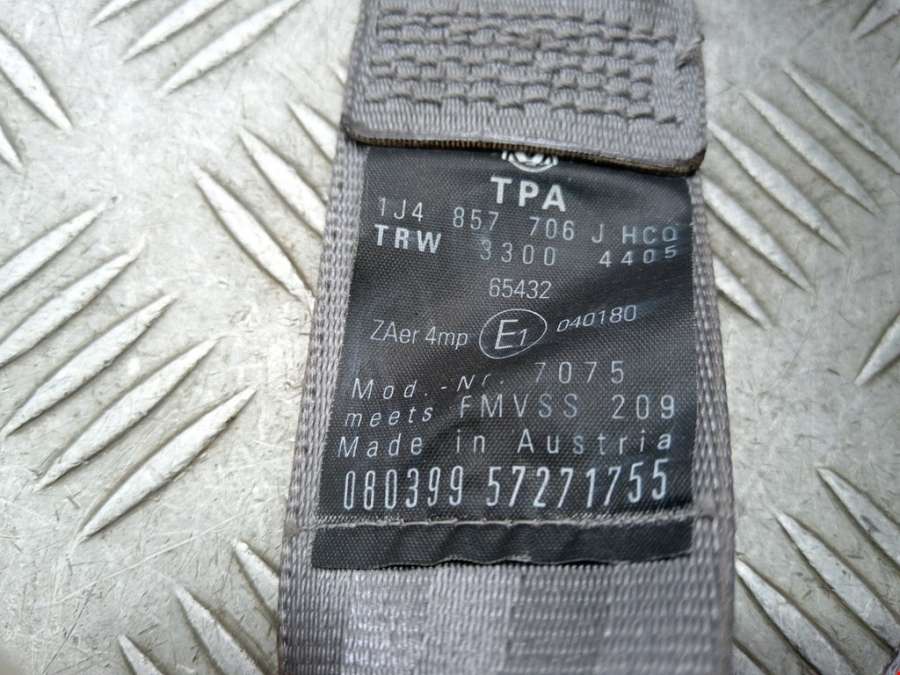 TPA
1J4 857 706 J HCQ
TRW 3300 4405
65432
ZAer 4mp E1 040180
Mod.-Nr. 7075
meets FMVSS 209
Made in Austria
080399 57271755